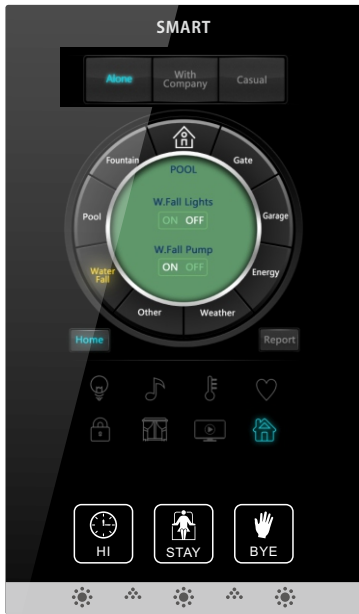 SMART
Alone
With
Company
Casual
Fountain
Gate
POOL
Pool
W.Fall Lights
ON OFF
Garage
W.Fall Pump
ON OFF
Water
Fall
Energy
Other
Weather
Home
Report
HI
STAY
BYE